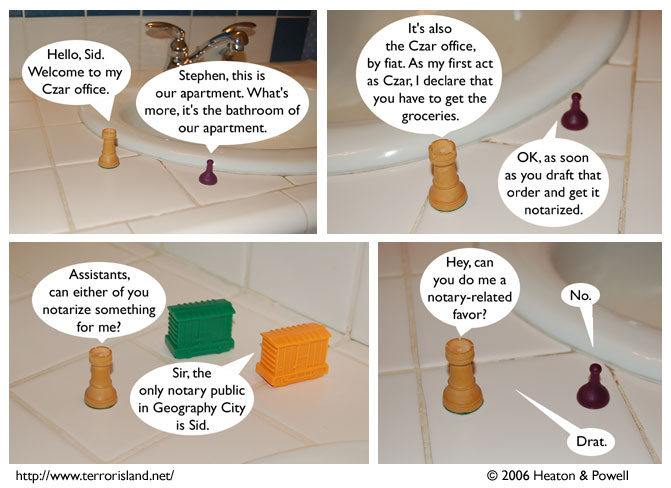 Hello, Sid.
Welcome to my
Czar office.
Stephen, this is
our apartment. What's
more, it's the bathroom of
our apartment.
It's also
the Czar office,
by fiat. As my first act
as Czar, I declare that
you have to get the
groceries.
OK, as soon
as you draft that
order and get it
notarized.
Assistants,
can either of you
notarize something
for me?
Sir, the
only notary public
in Geography City
is Sid.
Hey, can
you do me a
notary-related
favor?
No.
Drat.
http://www.terrorisland.net/
© 2006 Heaton & Powell